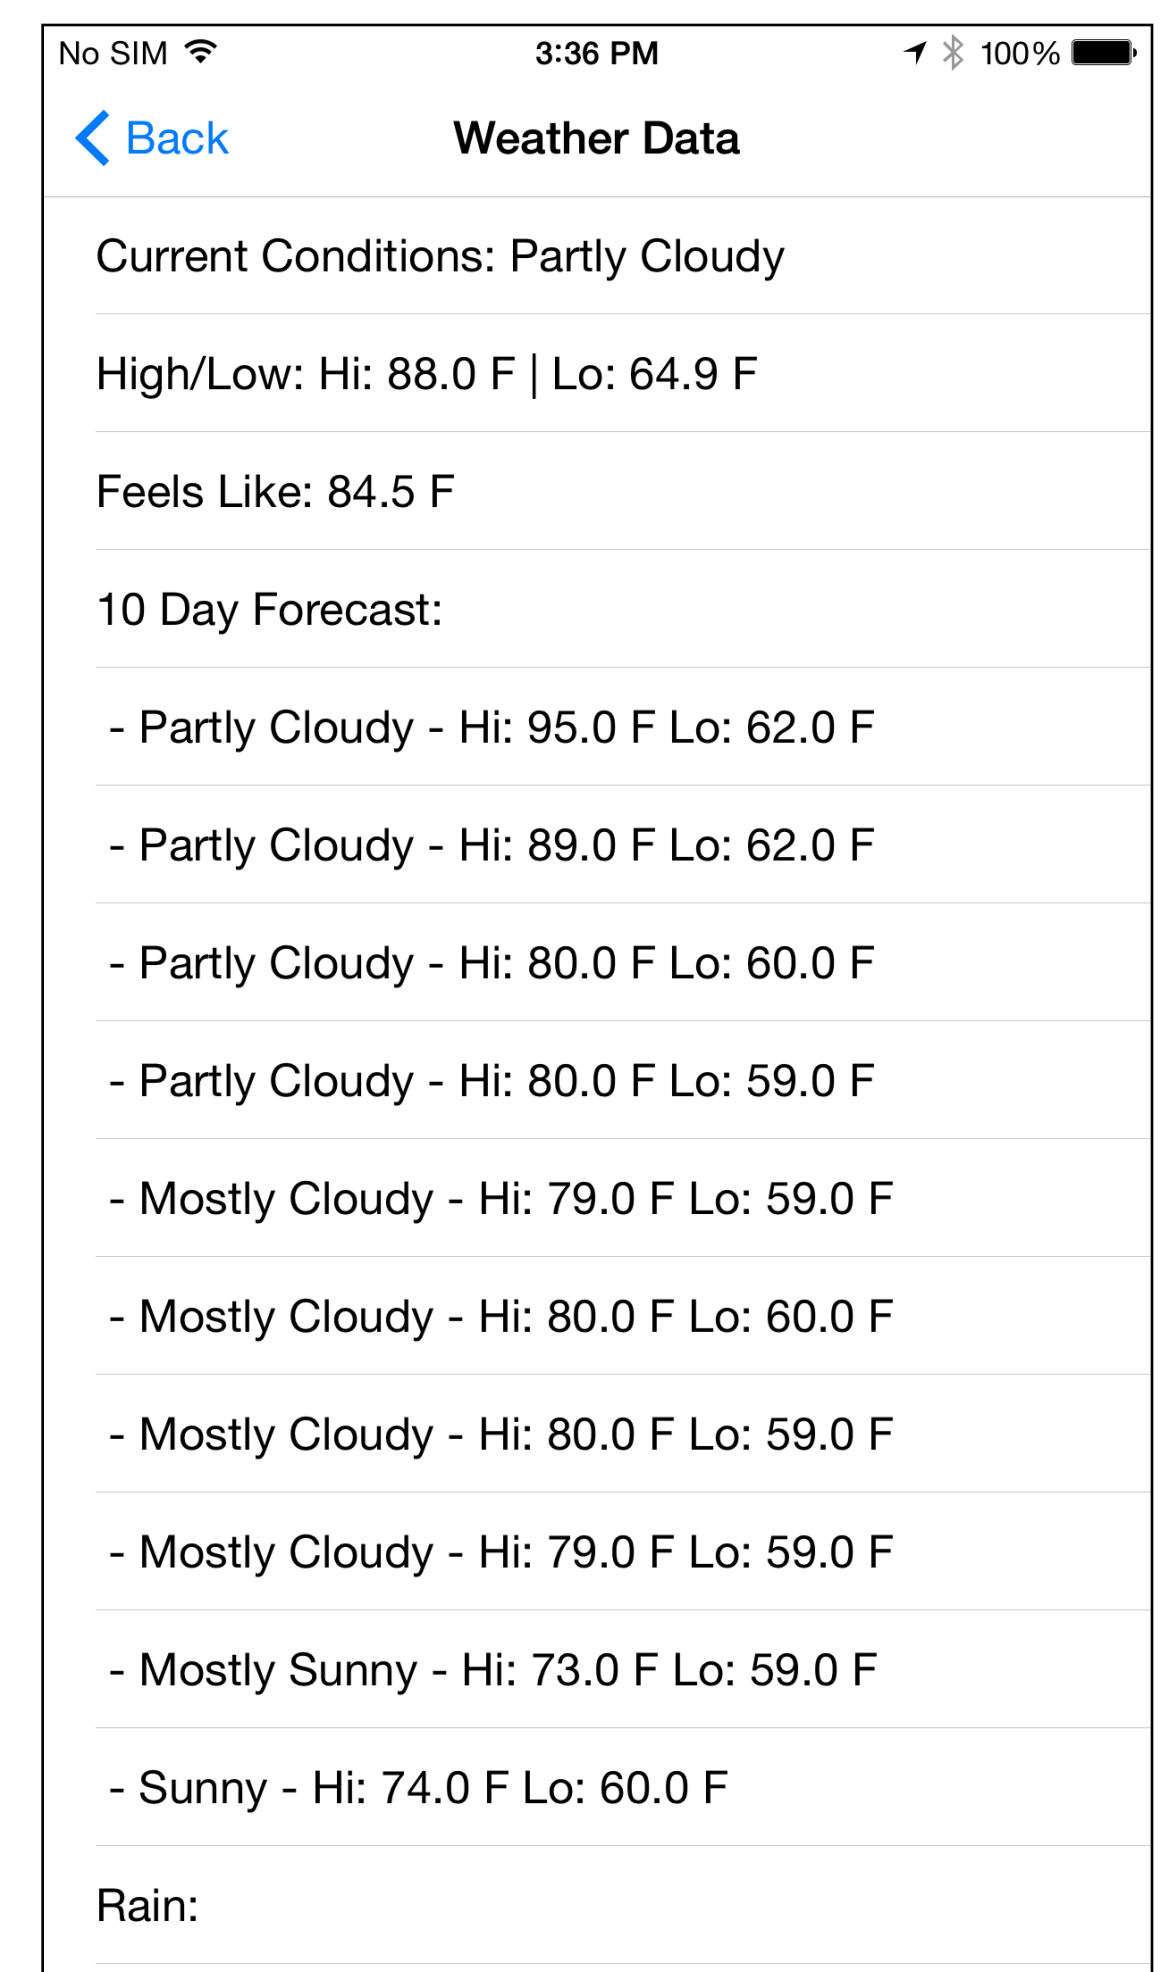 No SIM 3:36 PM 100%
Back Weather Data
Current Conditions: Partly Cloudy
High/Low: Hi: 88.0 F | Lo: 64.9 F
Feels Like: 84.5 F
10 Day Forecast:
- Partly Cloudy - Hi: 95.0 F Lo: 62.0 F
- Partly Cloudy - Hi: 89.0 F Lo: 62.0 F
- Partly Cloudy - Hi: 80.0 F Lo: 60.0 F
- Partly Cloudy - Hi: 80.0 F Lo: 59.0 F
- Mostly Cloudy - Hi: 79.0 F Lo: 59.0 F
- Mostly Cloudy - Hi: 80.0 F Lo: 60.0 F
- Mostly Cloudy - Hi: 80.0 F Lo: 59.0 F
- Mostly Cloudy - Hi: 79.0 F Lo: 59.0 F
- Mostly Sunny - Hi: 73.0 F Lo: 59.0 F
- Sunny - Hi: 74.0 F Lo: 60.0 F
Rain: